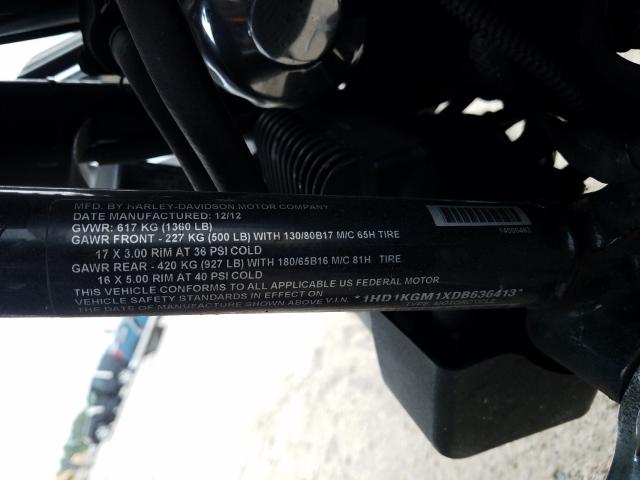 MFD. BY HARLEY-DAVIDSON MOTOR COMPANY
DATE MANUFACTURED: 12/12
GVWR: 617 KG (1360 LB)
GAWR FRONT - 227 KG (500 LB) WITH 130/80B17 M/C 65H TIRE
17 X 3.00 RIM AT 36 PSI COLD
GAWR REAR - 420 KG (927 LB) WITH 180/65B16 M/C 81H TIRE
16 X 5.00 RIM AT 40 PSI COLD
THIS VEHICLE CONFORMS TO ALL APPLICABLE US FEDERAL MOTOR
VEHICLE SAFETY STANDARDS IN EFFECT ON
THE DATE OF MANUFACTURE SHOWN ABOVE V.I.N. *1HD1KGM1XDB636413*
TYPE: MOTORCYCLE